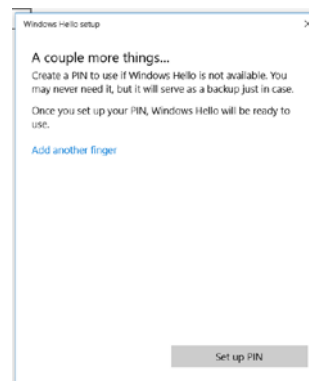 Windows Hello setup
A couple more things...
Create a PIN to use if Windows Hello is not available. You
may never need it, but it will serve as a backup just in case.
Once you set up your PIN, Windows Hello will be ready to
use.
Add another finger
Set up PIN